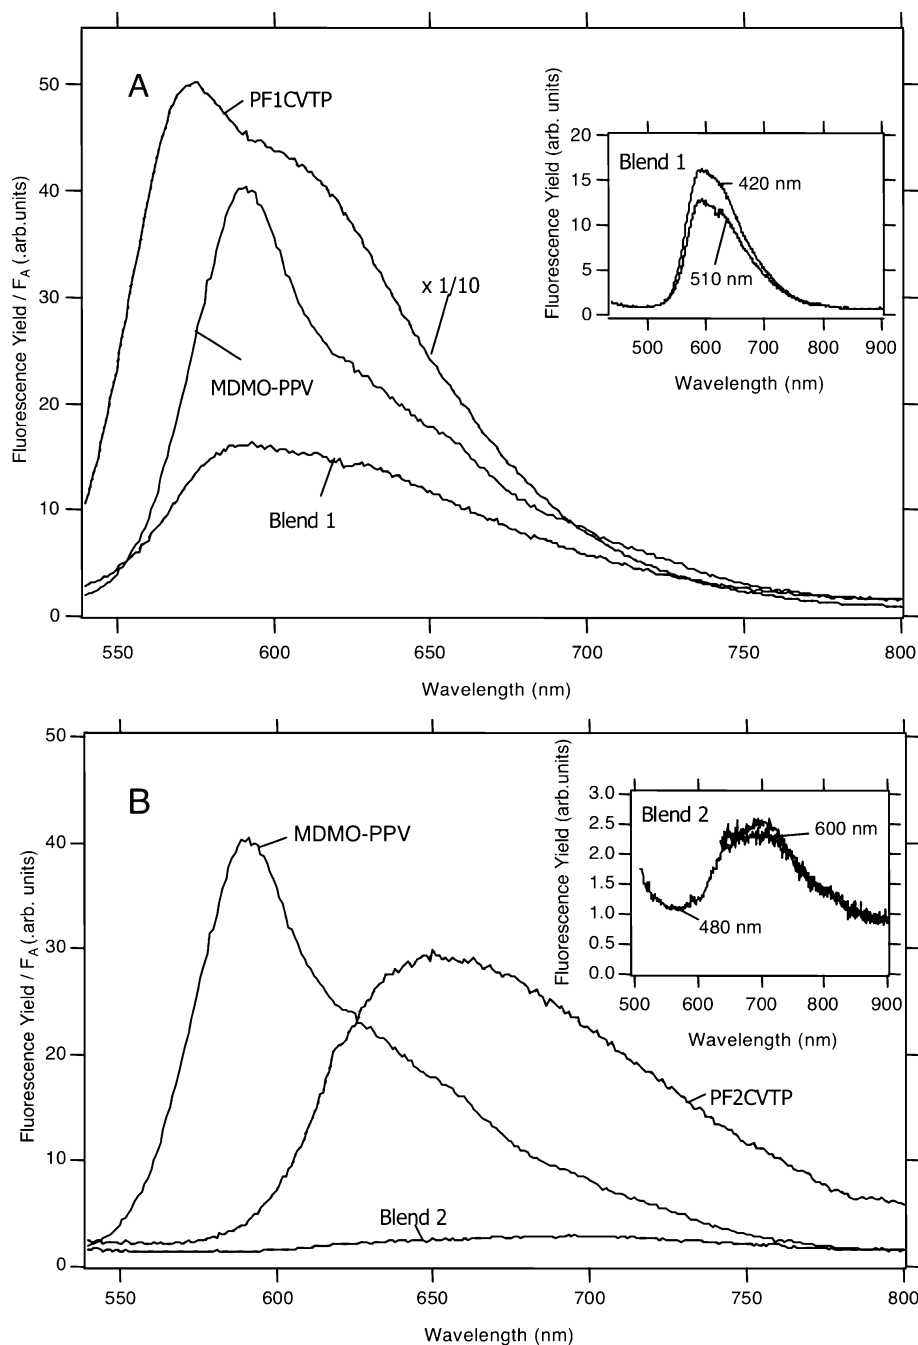 A
Fluorescence Yield / F_A (.arb.units)
50
40
30
20
10
0
PF1CVTP
x 1/10
MDMO-PPV
Blend 1
550
600
650
700
750
800
Wavelength (nm)
Fluorescence Yield (arb. units)
20
15
10
5
0
Blend 1
420 nm
510 nm
500
600
700
800
900
Wavelength (nm)
B
Fluorescence Yield / F_A (.arb. units)
50
40
30
20
10
0
MDMO-PPV
PF2CVTP
Blend 2
550
600
650
700
750
800
Wavelength (nm)
Fluorescence Yield (arb.units)
3.0
2.5
2.0
1.5
1.0
0.5
0.0
Blend 2
600 nm
480 nm
500
600
700
800
900
Wavelength (nm)